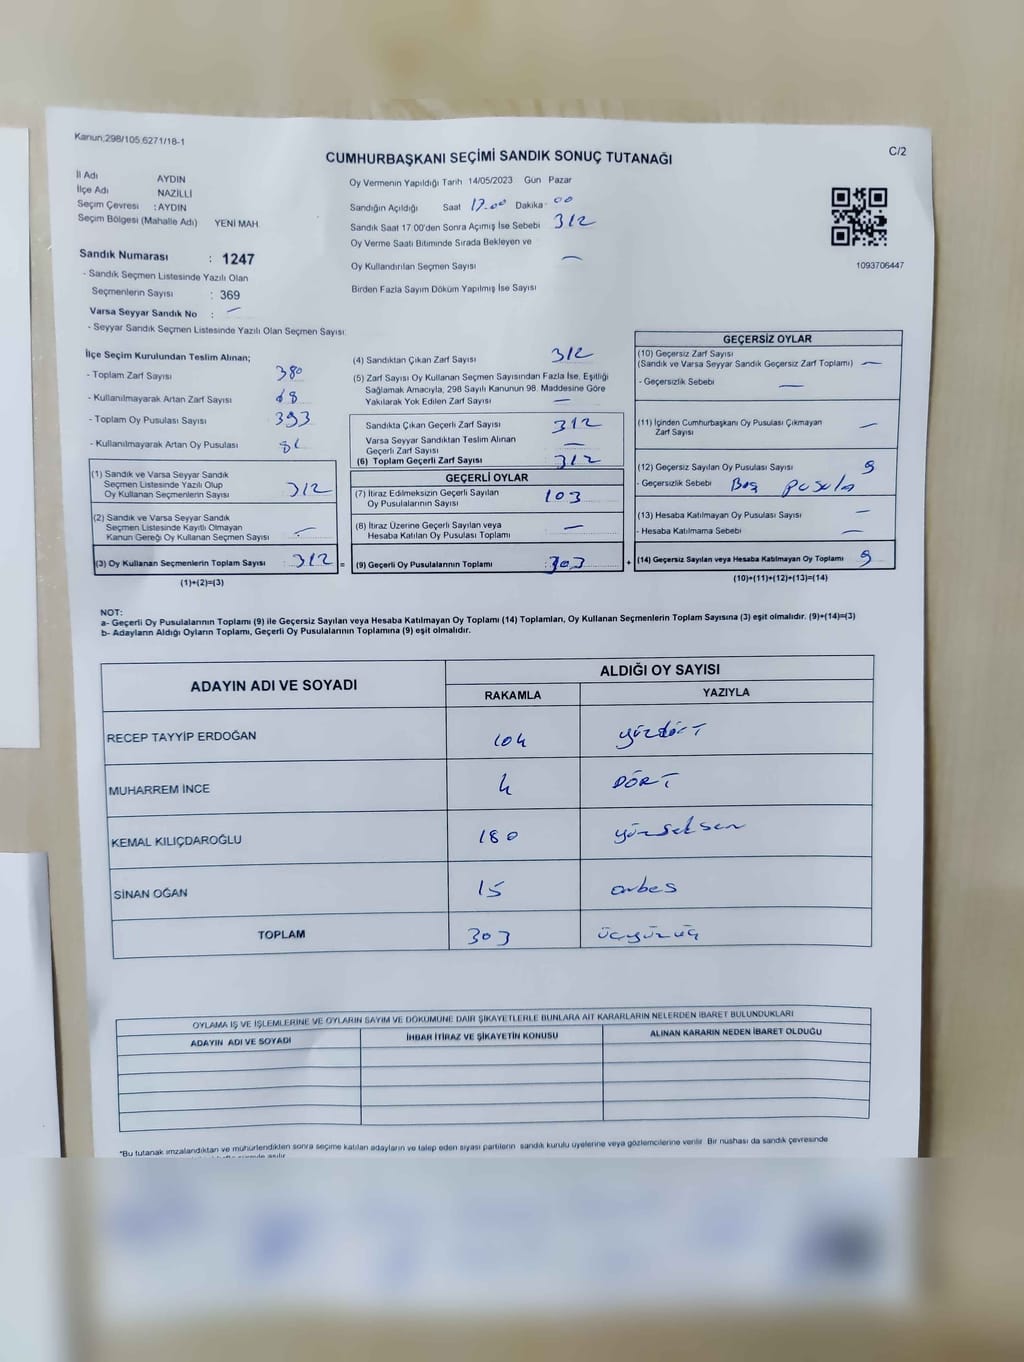 Kanun;298/105,6271/18-1
C/2
CUMHURBAŞKANI SEÇİMİ SANDIK SONUÇ TUTANAĞI
İl Adı AYDIN
İlçe Adı NAZİLLİ
Seçim Çevresi : AYDIN
Seçim Bölgesi (Mahalle Adı) YENİ MAH.
Sandık Numarası : 1247
- Sandık Seçmen Listesinde Yazılı Olan
Seçmenlerin Sayısı : 369
Varsa Seyyar Sandık No : –
- Seyyar Sandık Seçmen Listesinde Yazılı Olan Seçmen Sayısı:
Oy Vermenin Yapıldığı Tarih 14/05/2023 Gün Pazar
Sandığın Açıldığı Saat 17.00 Dakika 00
Sandık Saat 17.00'den Sonra Açımış İse Sebebi 312
Oy Verme Saati Bitiminde Sırada Bekleyen ve
Oy Kullandırılan Seçmen Sayısı –
Birden Fazla Sayım Döküm Yapılmış İse Sayısı
1093706447
İlçe Seçim Kurulundan Teslim Alınan;
- Toplam Zarf Sayısı 380
- Kullanılmayarak Artan Zarf Sayısı 68
- Toplam Oy Pusulası Sayısı 393
- Kullanılmayarak Artan Oy Pusulası
(1) Sandık ve Varsa Seyyar Sandık
Seçmen Listesinde Yazılı Olup
Oy Kullanan Seçmenlerin Sayısı 312
(2) Sandık ve Varsa Seyyar Sandık
Seçmen Listesinde Kayıtlı Olmayan
Kanun Gereği Oy Kullanan Seçmen Sayısı –
(3) Oy Kullanan Seçmenlerin Toplam Sayısı 312 =
(1)+(2)=(3)
(4) Sandıktan Çıkan Zarf Sayısı 312
(5) Zarf Sayısı Oy Kullanan Seçmen Sayısından Fazla İse, Eşitliği
Sağlamak Amacıyla, 298 Sayılı Kanunun 98. Maddesine Göre
Yakılarak Yok Edilen Zarf Sayısı –
Sandıkta Çıkan Geçerli Zarf Sayısı 312
Varsa Seyyar Sandıktan Teslim Alınan
Geçerli Zarf Sayısı –
(6) Toplam Geçerli Zarf Sayısı 312
GEÇERLİ OYLAR
(7) İtiraz Edilmeksizin Geçerli Sayılan
Oy Pusulalarının Sayısı 103
(8) İtiraz Üzerine Geçerli Sayılan veya
Hesaba Katılan Oy Pusulası Toplamı –
(9) Geçerli Oy Pusulalarının Toplamı 303 +
GEÇERSİZ OYLAR
(10) Geçersiz Zarf Sayısı
(Sandık ve Varsa Seyyar Sandık Geçersiz Zarf Toplamı) –
- Geçersizlik Sebebi –
(11) İçinden Cumhurbaşkanı Oy Pusulası Çıkmayan
Zarf Sayısı –
(12) Geçersiz Sayılan Oy Pusulası Sayısı 9
- Geçersizlik Sebebi Boş pusula
(13) Hesaba Katılmayan Oy Pusulası Sayısı –
- Hesaba Katılmama Sebebi –
(14) Geçersiz Sayılan veya Hesaba Katılmayan Oy Toplamı 9
(10)+(11)+(12)+(13)=(14)
NOT:
a- Geçerli Oy Pusulalarının Toplamı (9) ile Geçersiz Sayılan veya Hesaba Katılmayan Oy Toplamı (14) Toplamları, Oy Kullanan Seçmenlerin Toplam Sayısına (3) eşit olmalıdır. (9)+(14)=(3)
b- Adayların Aldığı Oyların Toplamı, Geçerli Oy Pusulalarının Toplamına (9) eşit olmalıdır.
ADAYIN ADI VE SOYADI ALDIĞI OY SAYISI
RAKAMLA YAZIYLA
RECEP TAYYİP ERDOĞAN 104 yüzdört
MUHARREM İNCE 4 DÖRT
KEMAL KILIÇDAROĞLU 180 yüzseksen
SİNAN OĞAN 15 onbeş
TOPLAM 303 üçyüzüç
OYLAMA İŞ VE İŞLEMLERİNE VE OYLARIN SAYIM VE DÖKÜMÜNE DAİR ŞİKAYETLERLE BUNLARA AİT KARARLARIN NELERDEN İBARET BULUNDUKLARI
ADAYIN ADI VE SOYADI İHBAR İTİRAZ VE ŞİKAYETİN KONUSU ALINAN KARARIN NEDEN İBARET OLDUĞU
*Bu tutanak imzalandıktan ve mühürlendikten sonra seçime katılan adayların ve talep eden siyasi partilerin sandık kurulu üyelerine veya gözlemcilerine verilir. Bir nüshası da sandık çevresinde